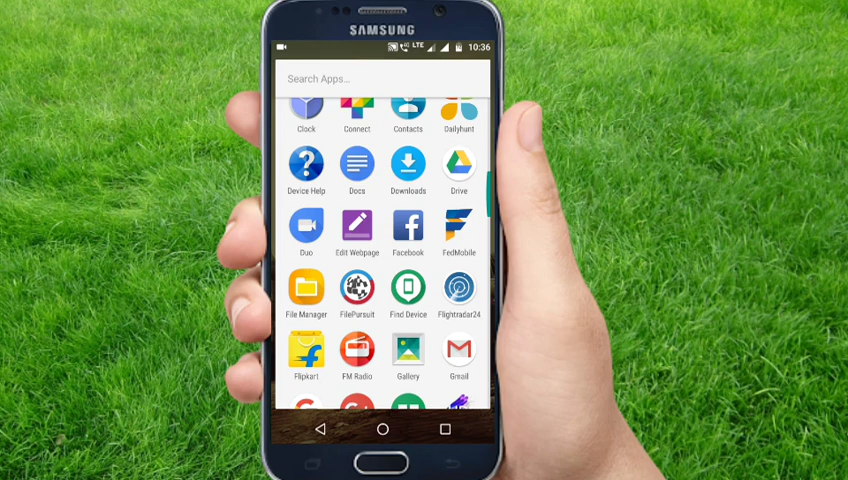 SAMSUNG
LTE 10:36
Search Apps...
Clock Connect Contacts Dailyhunt
Device Help Docs Downloads Drive
Duo Edit Webpage Facebook FedMobile
File Manager FilePursuit Find Device Flightradar24
Flipkart FM Radio Gallery Gmail